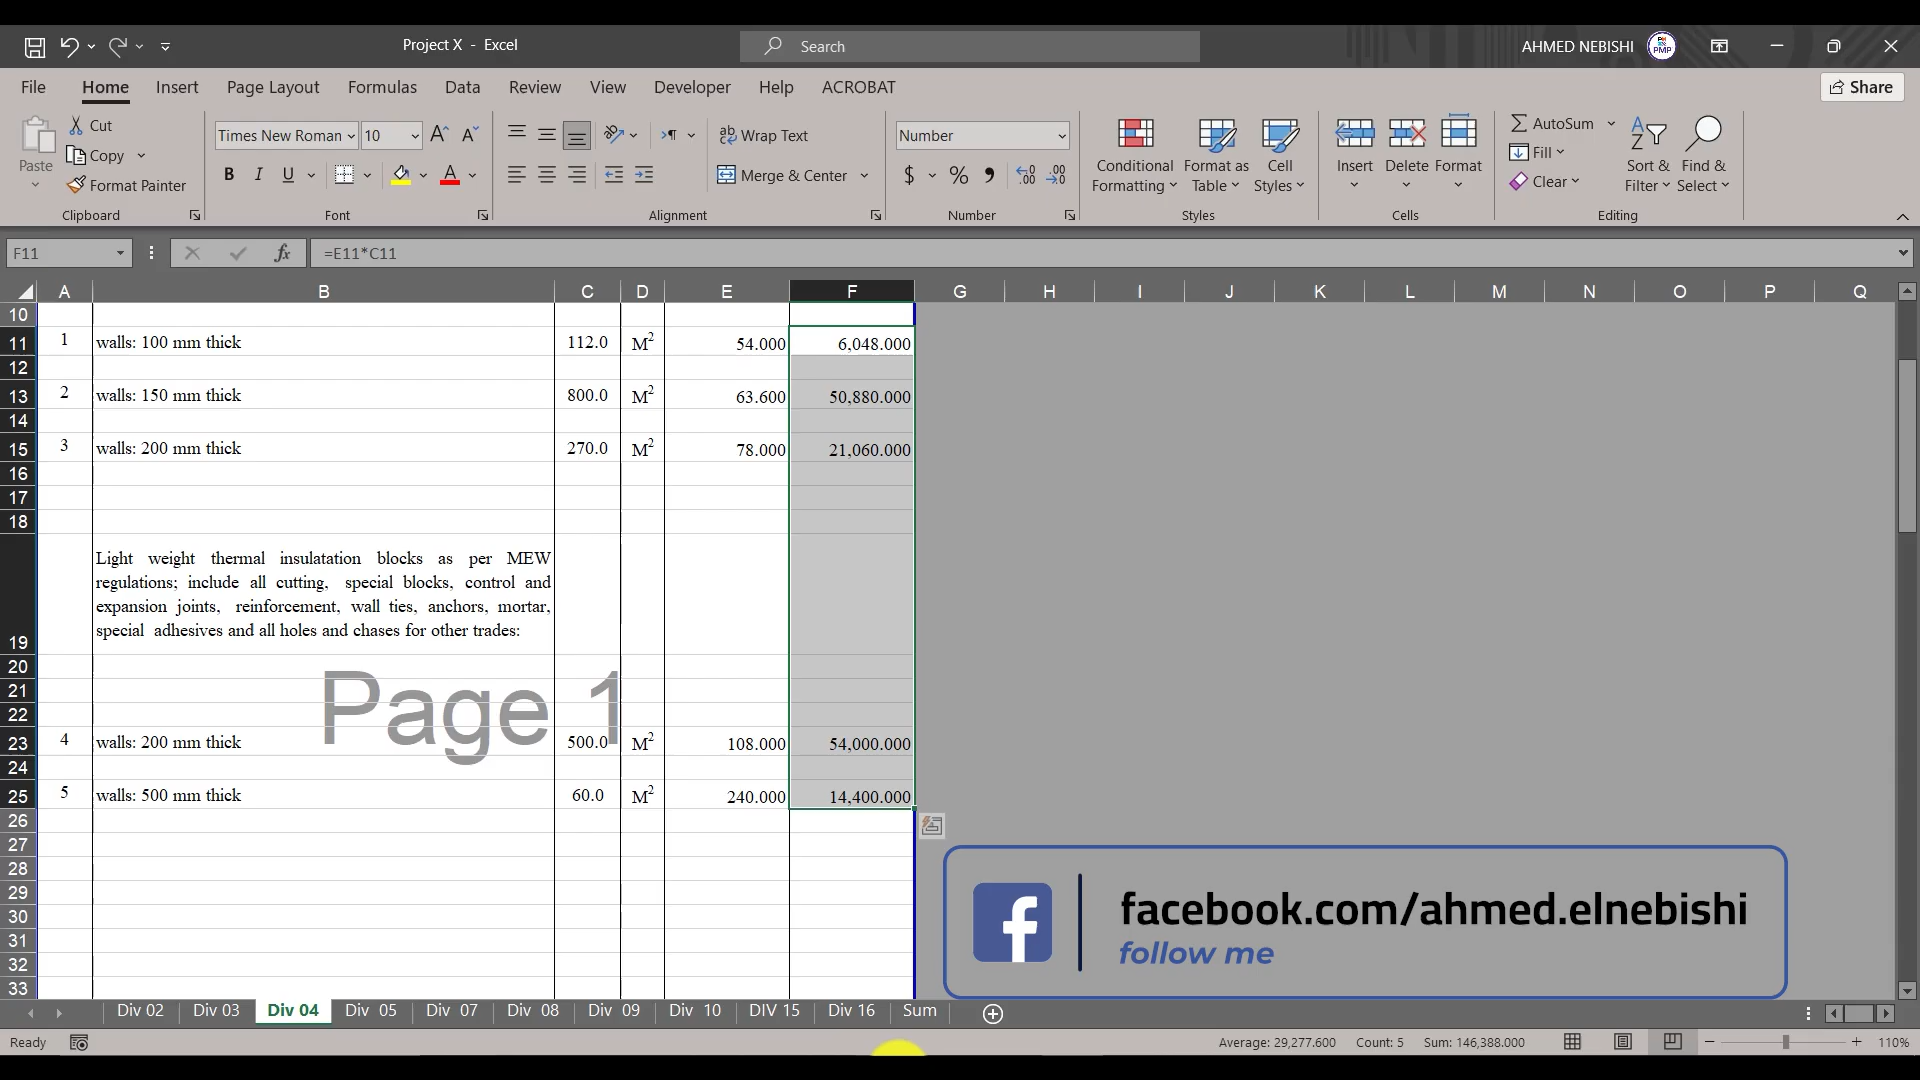 Project X - Excel
Search
AHMED NEBISHI
PMP
File Home Insert Page Layout Formulas Data Review View Developer Help ACROBAT
Share
Paste
Cut
Copy
Format Painter
Clipboard
Times New Roman 10
B I U
Font
Wrap Text
Merge & Center
Alignment
Number
$ %
Number
Conditional Formatting
Format as Table
Cell Styles
Styles
Insert Delete Format
Cells
AutoSum
Fill
Clear
Sort & Filter
Find & Select
Editing
F11 fx =E11*C11
A B C D E F G H I J K L M N O P Q
10
11 1 walls: 100 mm thick 112.0 M2 54.000 6,048.000
12
13 2 walls: 150 mm thick 800.0 M2 63.600 50,880.000
14
15 3 walls: 200 mm thick 270.0 M2 78.000 21,060.000
16
17
18
Light weight thermal insulatation blocks as per MEW
regulations; include all cutting, special blocks, control and
expansion joints, reinforcement, wall ties, anchors, mortar,
19 special adhesives and all holes and chases for other trades:
20
21
22
Page 1
23 4 walls: 200 mm thick 500.0 M2 108.000 54,000.000
24
25 5 walls: 500 mm thick 60.0 M2 240.000 14,400.000
26
27
28
29
30
31
32
33
facebook.com/ahmed.elnebishi
follow me
Div 02 Div 03 Div 04 Div 05 Div 07 Div 08 Div 09 Div 10 DIV 15 Div 16 Sum
Ready Average: 29,277.600 Count: 5 Sum: 146,388.000 110%